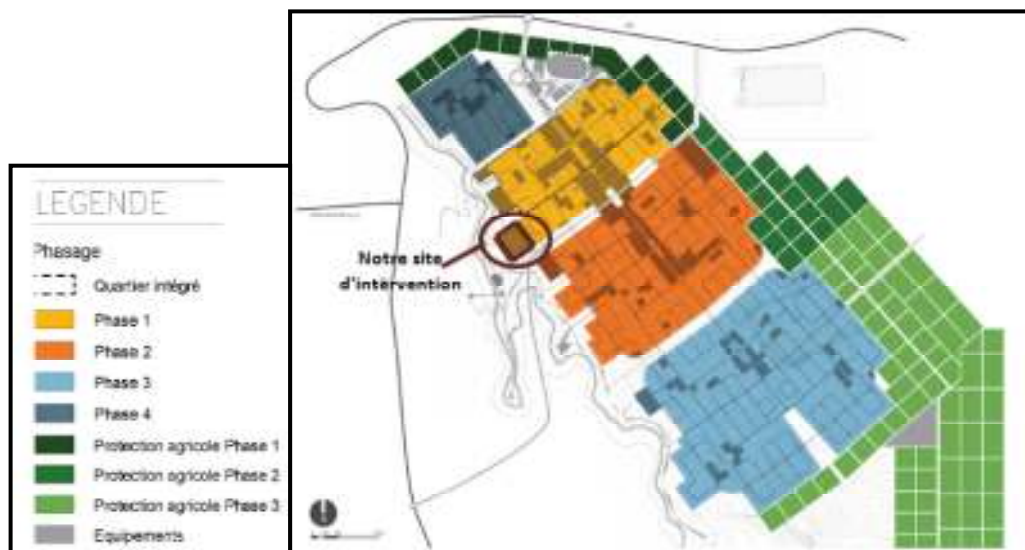 LEGENDE
Phasage
Quartier intégré
Phase 1
Phase 2
Phase 3
Phase 4
Protection agricole Phase 1
Protection agricole Phase 2
Protection agricole Phase 3
Equipements
Notre site
d'intervention